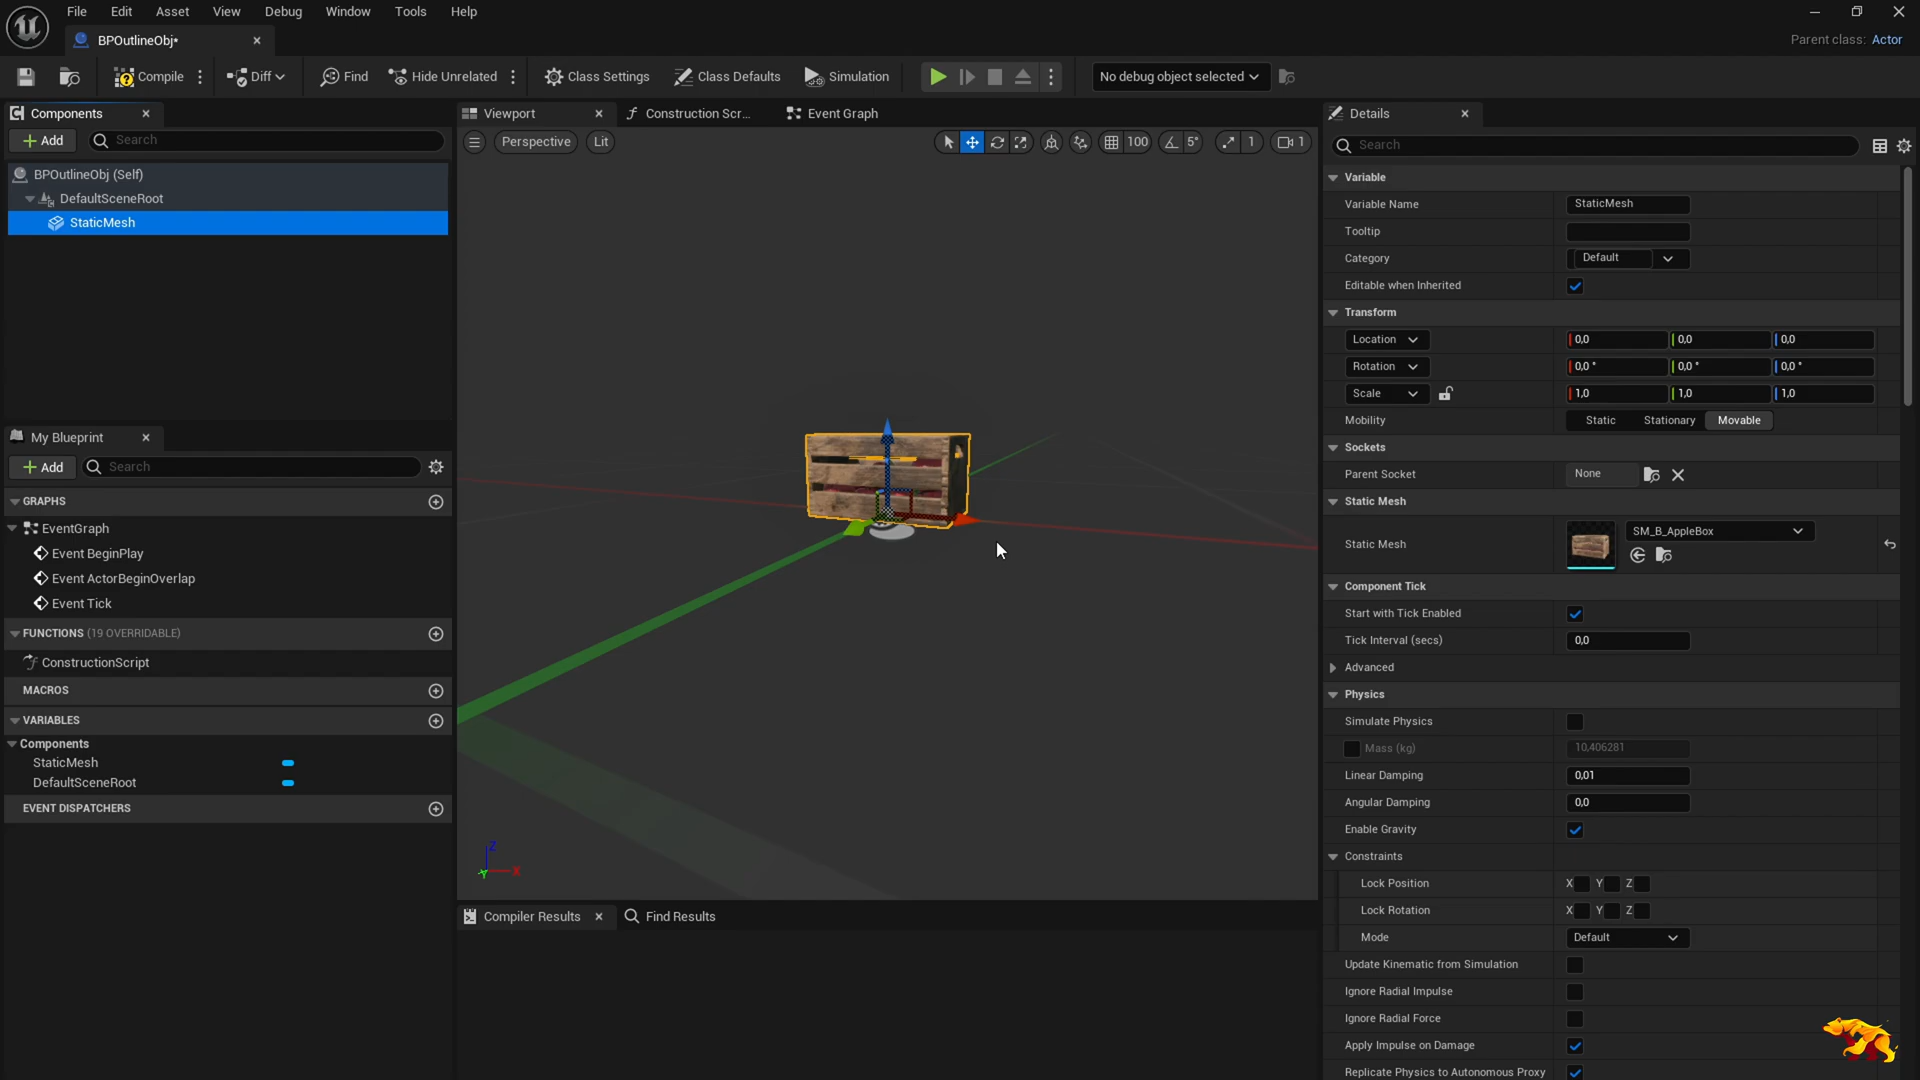 File Edit Asset View Debug Window Tools Help
BPOutlineObj*
Parent class: Actor
Compile Diff Find Hide Unrelated Class Settings Class Defaults Simulation No debug object selected
Components
Add Search
BPOutlineObj (Self)
DefaultSceneRoot
StaticMesh
My Blueprint
Add Search
GRAPHS
EventGraph
Event BeginPlay
Event ActorBeginOverlap
Event Tick
FUNCTIONS (19 OVERRIDABLE)
ConstructionScript
MACROS
VARIABLES
Components
StaticMesh
DefaultSceneRoot
EVENT DISPATCHERS
Viewport Construction Scr... Event Graph
Perspective Lit 100 5° 1 1
Z
X
Y
Compiler Results Find Results
Details
Search
Variable
Variable Name StaticMesh
Tooltip
Category Default
Editable when Inherited
Transform
Location 0,0 0,0 0,0
Rotation 0,0 ° 0,0 ° 0,0 °
Scale 1,0 1,0 1,0
Mobility Static Stationary Movable
Sockets
Parent Socket None
Static Mesh
Static Mesh SM_B_AppleBox
Component Tick
Start with Tick Enabled
Tick Interval (secs) 0,0
Advanced
Physics
Simulate Physics
Mass (kg) 10,406281
Linear Damping 0,01
Angular Damping 0,0
Enable Gravity
Constraints
Lock Position X Y Z
Lock Rotation X Y Z
Mode Default
Update Kinematic from Simulation
Ignore Radial Impulse
Ignore Radial Force
Apply Impulse on Damage
Replicate Physics to Autonomous Proxy